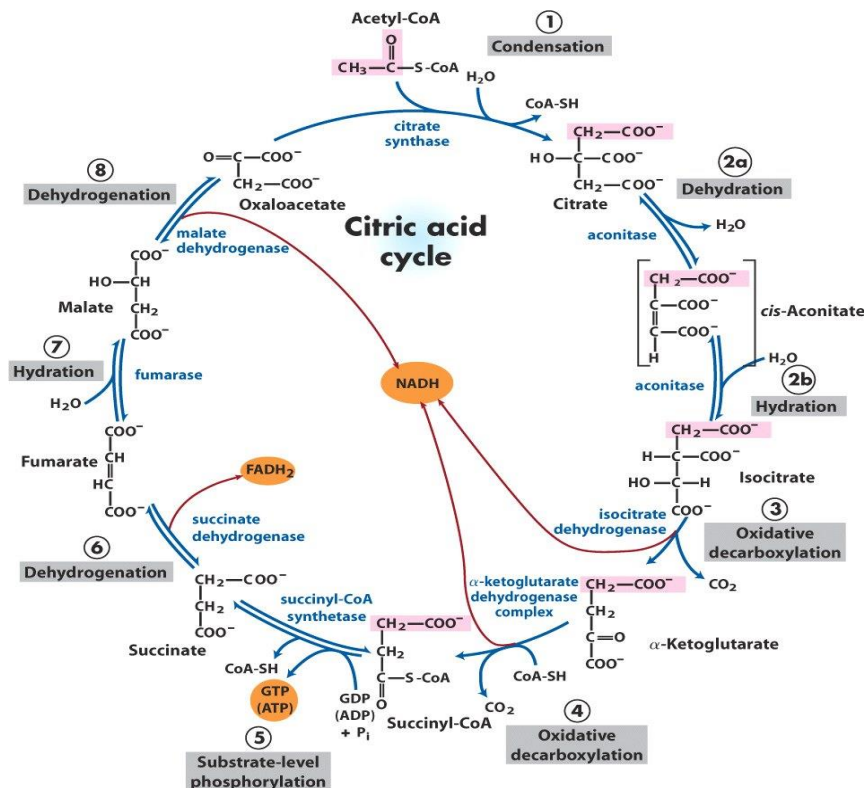 Acetyl-CoA
O
CH₃—C—S-CoA
1
Condensation
H₂O
CoA-SH
citrate
synthase
CH₂—COO⁻
HO—C—COO⁻
CH₂—COO⁻
Citrate
2a
Dehydration
H₂O
aconitase
CH₂—COO⁻
C—COO⁻
C—COO⁻
H
cis-Aconitate
aconitase
H₂O
2b
Hydration
CH₂—COO⁻
H—C—COO⁻
HO—C—H
COO⁻
Isocitrate
isocitrate
dehydrogenase
3
Oxidative
decarboxylation
CO₂
CH₂—COO⁻
CH₂
C=O
COO⁻
α-Ketoglutarate
α-ketoglutarate
dehydrogenase
complex
CoA-SH
CO₂
4
Oxidative
decarboxylation
CH₂—COO⁻
CH₂
C—S-CoA
O
Succinyl-CoA
succinyl-CoA
synthetase
GDP
(ADP)
+ Pᵢ
CoA-SH
GTP
(ATP)
5
Substrate-level
phosphorylation
CH₂—COO⁻
CH₂
COO⁻
Succinate
succinate
dehydrogenase
FADH₂
6
Dehydrogenation
COO⁻
CH
HC
COO⁻
Fumarate
fumarase
H₂O
7
Hydration
COO⁻
HO—CH
CH₂
COO⁻
Malate
malate
dehydrogenase
8
Dehydrogenation
O=C—COO⁻
CH₂—COO⁻
Oxaloacetate
Citric acid
cycle
NADH